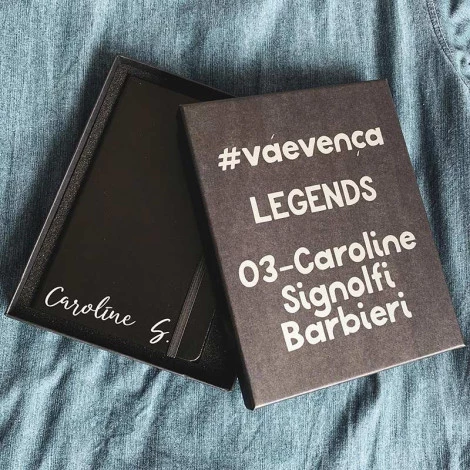 #váevença
LEGENDS
03-Caroline
Signolfi
Barbieri
Caroline S.